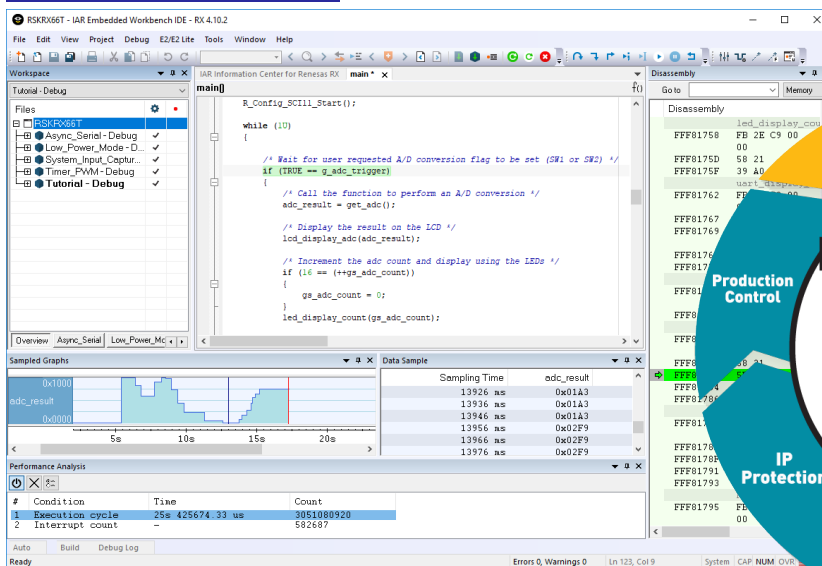 RSKRX66T - IAR Embedded Workbench IDE - RX 4.10.2
File Edit View Project Debug E2/E2 Lite Tools Window Help
Workspace
Tutorial - Debug
Files
RSKRX66T
Async_Serial - Debug
Low_Power_Mode - D...
System_Input_Captur...
Timer_PWM - Debug
Tutorial - Debug
Overview Async_Serial Low_Power_Mc
IAR Information Center for Renesas RX main *
main()
f()
R_Config_SCI11_Start();
while (1U)
{
/* Wait for user requested A/D conversion flag to be set (SW1 or SW2) */
if (TRUE == g_adc_trigger)
{
/* Call the function to perform an A/D conversion */
adc_result = get_adc();
/* Display the result on the LCD */
lcd_display_adc(adc_result);
/* Increment the adc count and display using the LEDs */
if (16 == (++gs_adc_count))
{
gs_adc_count = 0;
}
led_display_count(gs_adc_count);
Disassembly
Go to Memory
Disassembly
led_display_cou
FFF81758 FB 2E C9 00
00
FFF8175D 58 21
FFF8175F 39 A0
FFF81762
FFF81767
FFF81769
FFF8178F
FFF81791
FFF81793
FFF81795
00
Production
Control
IP
Protection
Sampled Graphs
0x1000
adc_result
0x0000
5s 10s 15s 20s
Data Sample
Sampling Time adc_result
13926 ms 0x01A3
13936 ms 0x01A3
13946 ms 0x01A3
13956 ms 0x02F9
13966 ms 0x02F9
13976 ms 0x02F9
Performance Analysis
# Condition Time Count
1 Execution cycle 25s 425674.33 us 3051080920
2 Interrupt count - 582687
Auto Build Debug Log
Ready Errors 0, Warnings 0 Ln 123, Col 9 System CAP NUM OVR